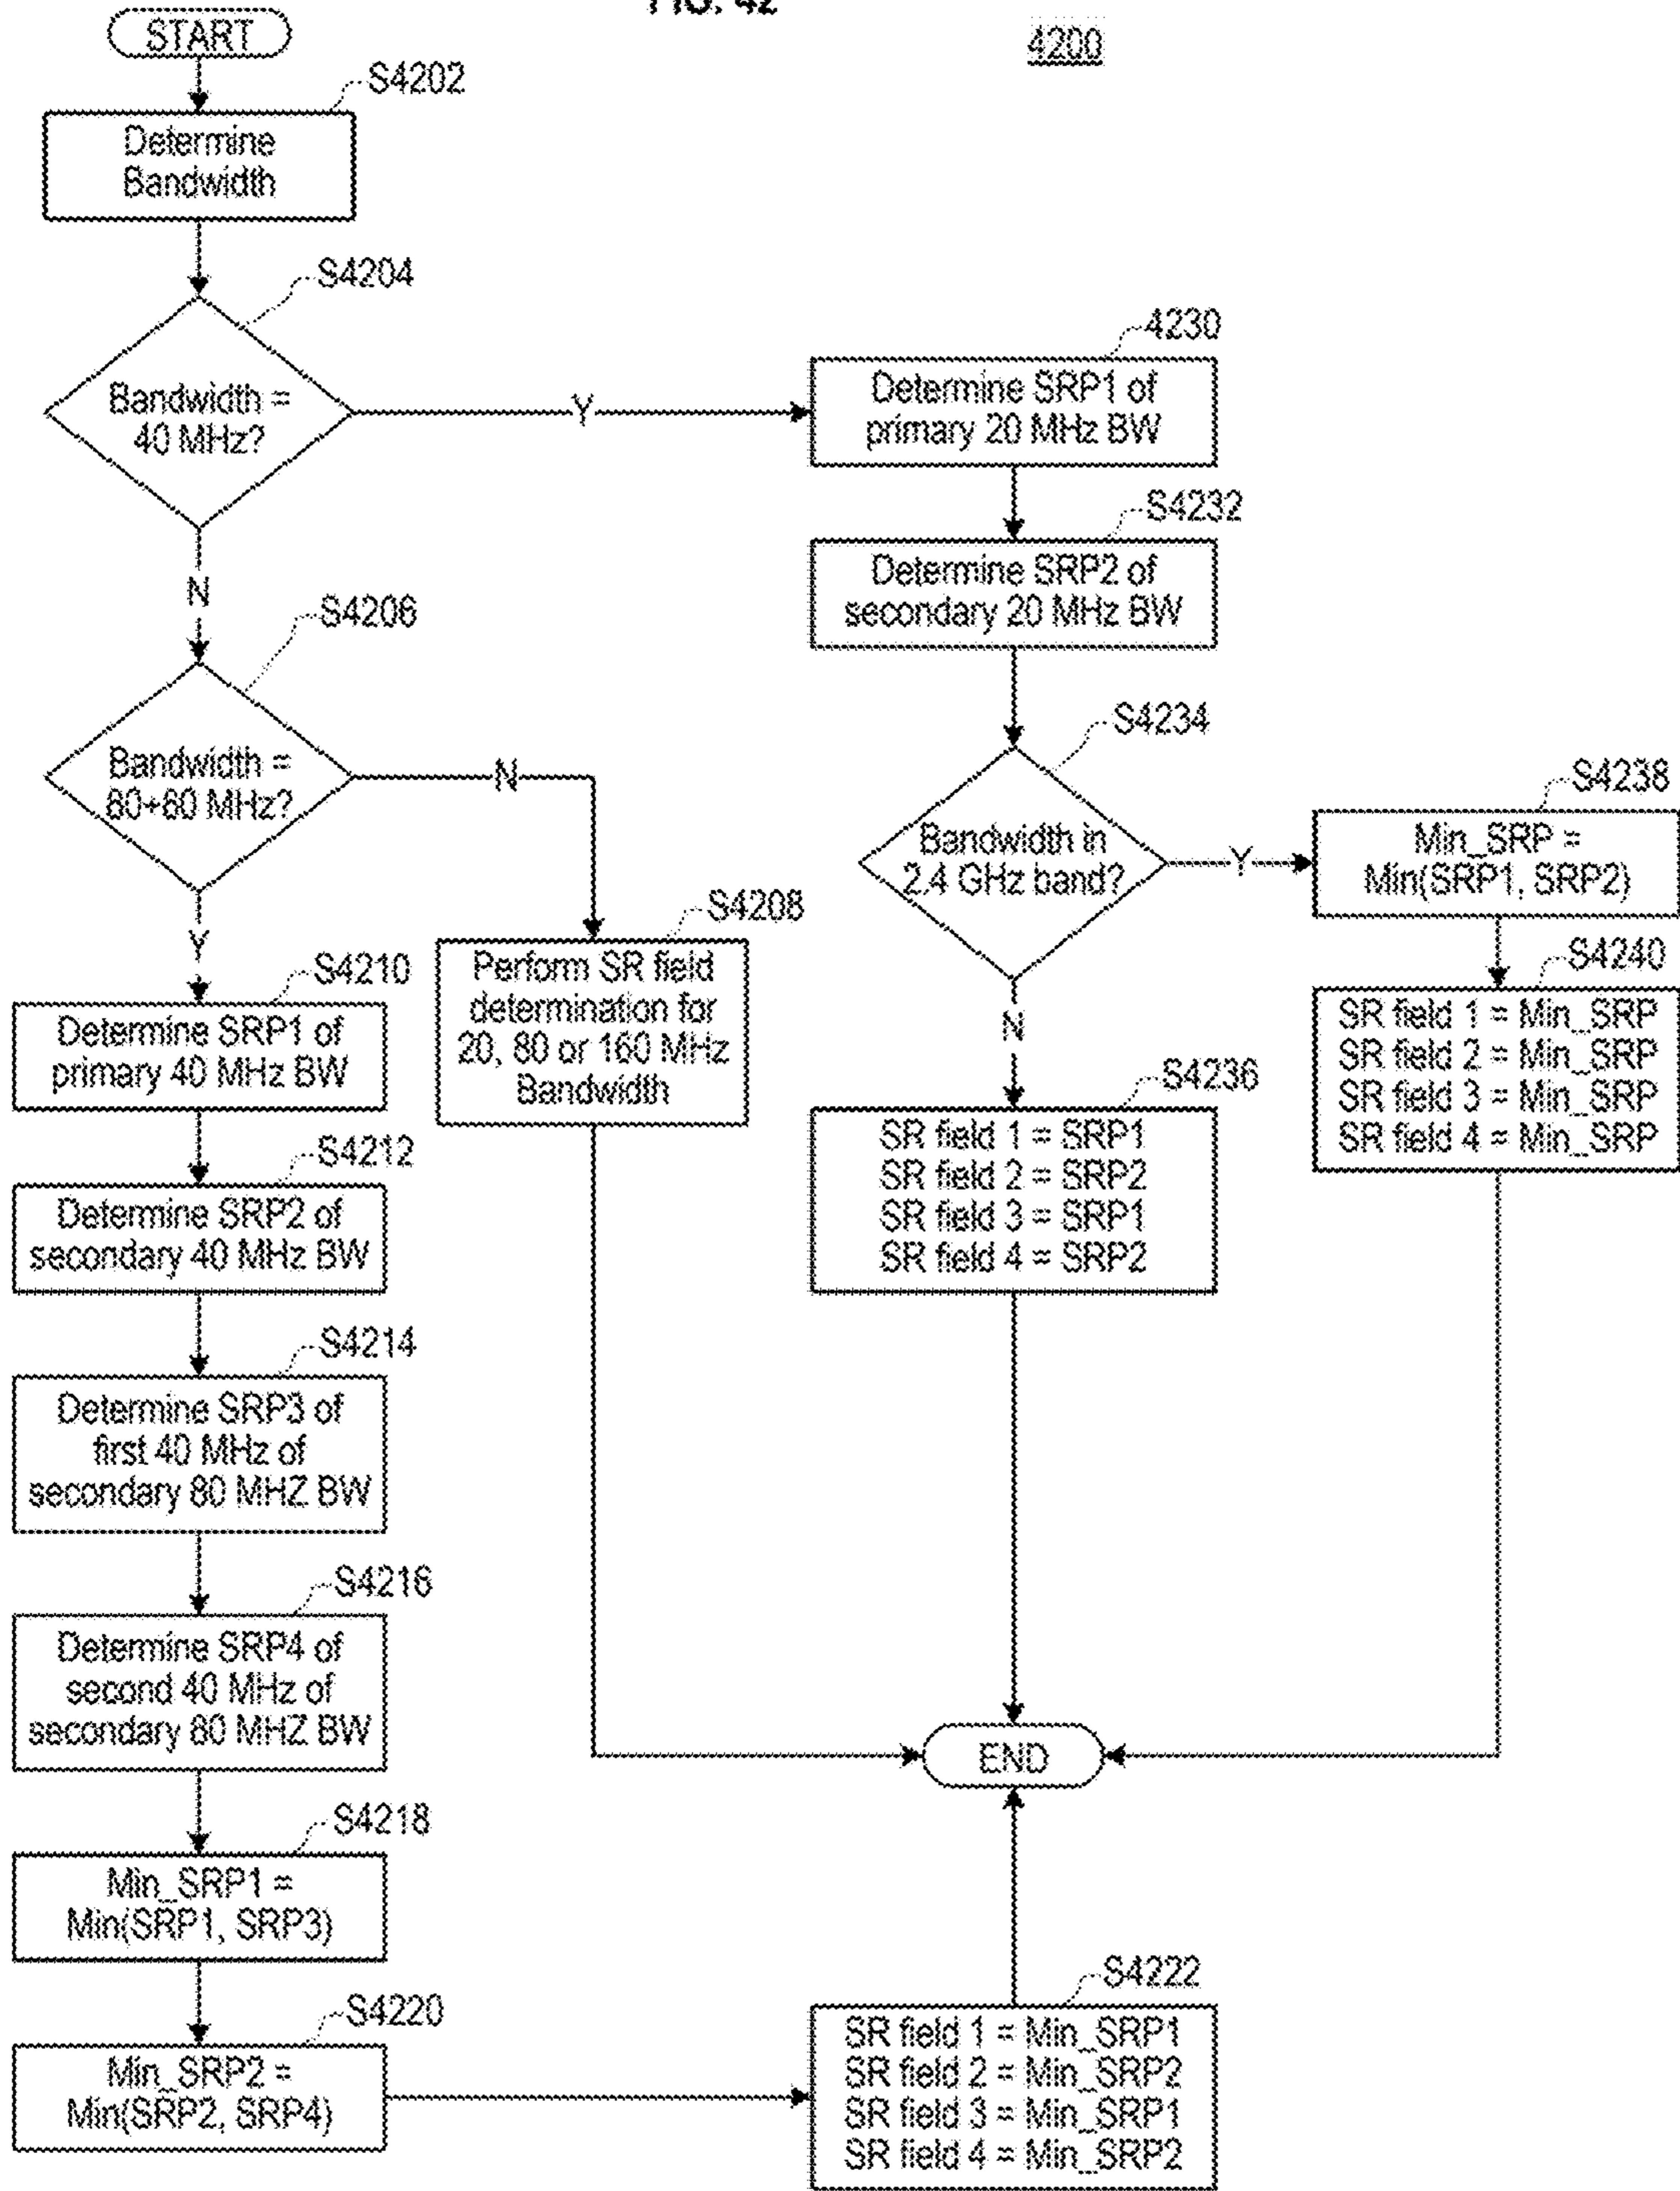 FIG. 42
4200
START
S4202
Determine
Bandwidth
S4204
Bandwidth =
40 MHz?
Y
N
4230
Determine SRP1 of
primary 20 MHz BW
S4232
Determine SRP2 of
secondary 20 MHz BW
S4206
Bandwidth =
80+80 MHz?
N
Y
S4208
Perform SR field
determination for
20, 80 or 160 MHz
Bandwidth
S4234
Bandwidth in
2.4 GHz band?
Y
N
S4238
Min_SRP =
Min(SRP1, SRP2)
S4240
SR field 1 = Min_SRP
SR field 2 = Min_SRP
SR field 3 = Min_SRP
SR field 4 = Min_SRP
S4236
SR field 1 = SRP1
SR field 2 = SRP2
SR field 3 = SRP1
SR field 4 = SRP2
S4210
Determine SRP1 of
primary 40 MHz BW
S4212
Determine SRP2 of
secondary 40 MHz BW
S4214
Determine SRP3 of
first 40 MHz of
secondary 80 MHZ BW
S4216
Determine SRP4 of
second 40 MHz of
secondary 80 MHZ BW
S4218
Min_SRP1 =
Min(SRP1, SRP3)
S4220
Min_SRP2 =
Min(SRP2, SRP4)
S4222
SR field 1 = Min_SRP1
SR field 2 = Min_SRP2
SR field 3 = Min_SRP1
SR field 4 = Min_SRP2
END